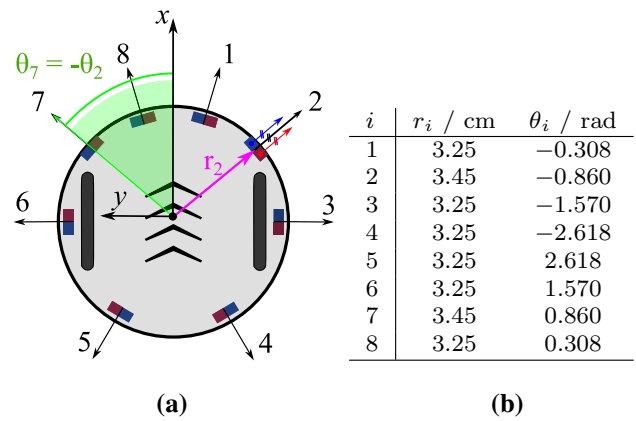 x
8
1
θ₇ = -θ₂
7
2
r₂
6
y
3
5
4
(a)
i r_i / cm θ_i / rad
1 3.25 −0.308
2 3.45 −0.860
3 3.25 −1.570
4 3.25 −2.618
5 3.25 2.618
6 3.25 1.570
7 3.45 0.860
8 3.25 0.308
(b)